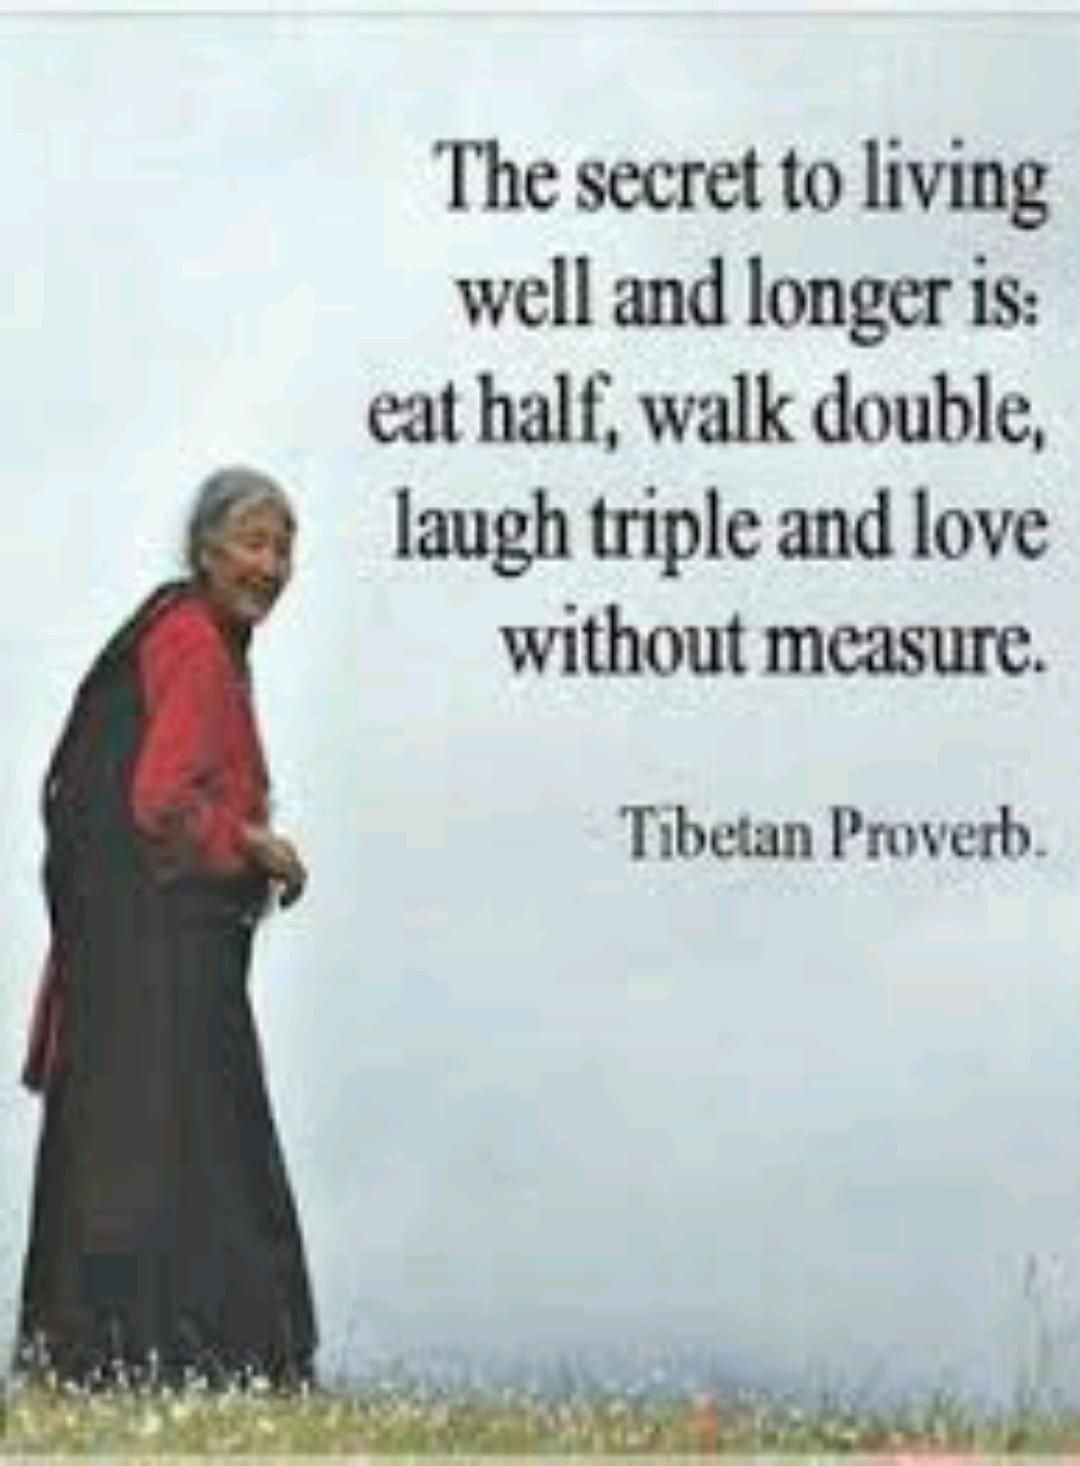 The secret to living
well and longer is:
eat half, walk double,
laugh triple and love
without measure.
Tibetan Proverb.